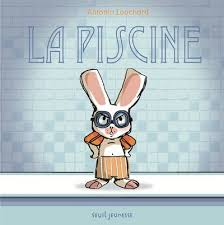 Antonin Louchard
LA PISCINE
seuil jeunesse